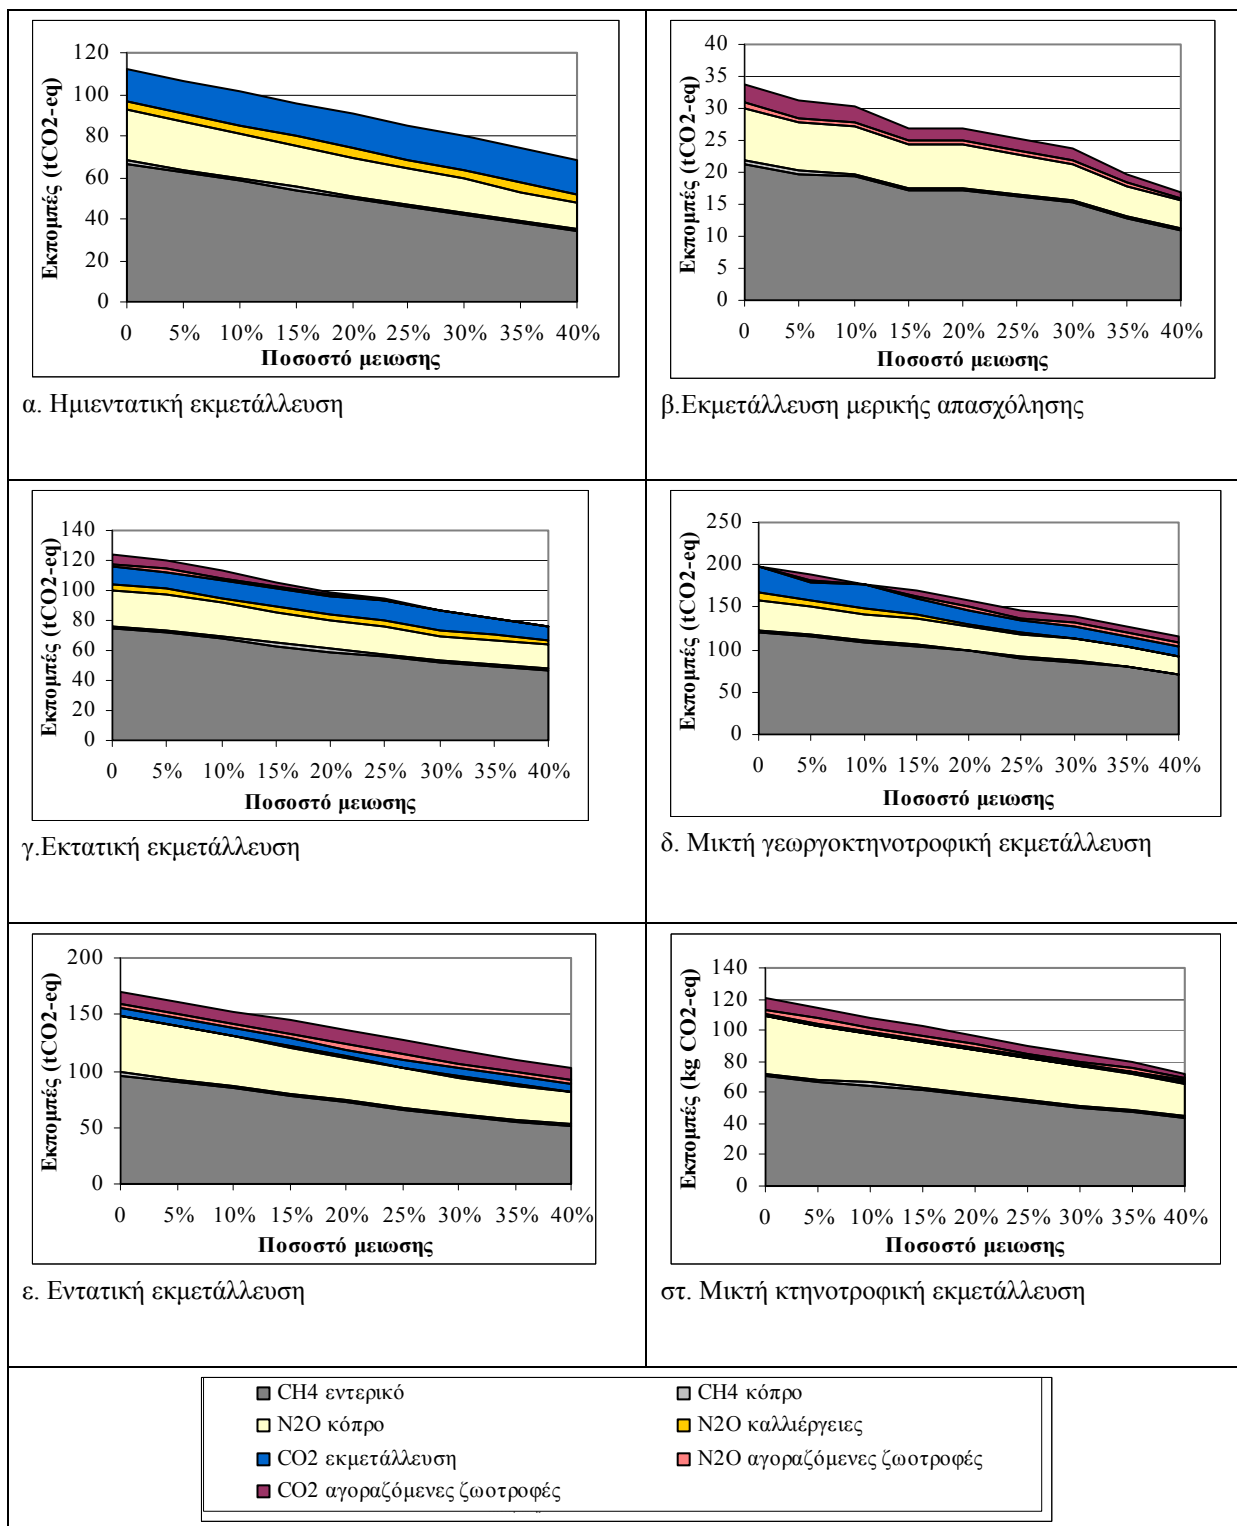 120
100
80
60
40
20
0
0 5% 10% 15% 20% 25% 30% 35% 40%
Ποσοστό μειωσης
Εκπομπές (tCO2-eq)
α. Ημιεντατική εκμετάλλευση
40
35
30
25
20
15
10
5
0
0 5% 10% 15% 20% 25% 30% 35% 40%
Ποσοστό μειωσης
Εκπομπές (tCO2-eq)
β.Εκμετάλλευση μερικής απασχόλησης
140
120
100
80
60
40
20
0
0 5% 10% 15% 20% 25% 30% 35% 40%
Ποσοστό μειωσης
Εκπομπές (tCO2-eq)
γ.Εκτατική εκμετάλλευση
250
200
150
100
50
0
0 5% 10% 15% 20% 25% 30% 35% 40%
Ποσοστό μειωσης
Εκπομπές (tCO2-eq)
δ. Μικτή γεωργοκτηνοτροφική εκμετάλλευση
200
150
100
50
0
0 5% 10% 15% 20% 25% 30% 35% 40%
Ποσοστό μειωσης
Εκπομπές (tCO2-eq)
ε. Εντατική εκμετάλλευση
140
120
100
80
60
40
20
0
0 5% 10% 15% 20% 25% 30% 35% 40%
Ποσοστό μειωσης
Εκπομπές (kg CO2-eq)
στ. Μικτή κτηνοτροφική εκμετάλλευση
CH4 εντερικό CH4 κόπρο
N2O κόπρο N2O καλλιέργειες
CO2 εκμετάλλευση N2O αγοραζόμενες ζωοτροφές
CO2 αγοραζόμενες ζωοτροφές